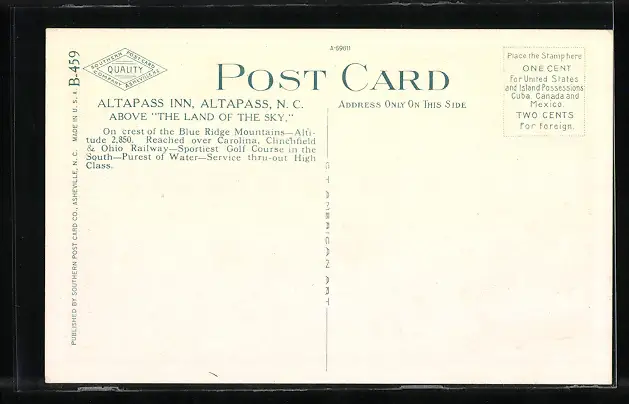 A-69611
SOUTHERN POSTCARD
QUALITY
COMPANY ASHEVILLE
B-459
POST CARD
ALTAPASS INN, ALTAPASS, N. C.
ABOVE "THE LAND OF THE SKY."
On crest of the Blue Ridge Mountains—Alti-
tude 2,850. Reached over Carolina, Clinchfield
& Ohio Railway—Sportiest Golf Course in the
South—Purest of Water—Service thru-out High
Class.
ADDRESS ONLY ON THIS SIDE
Place the Stamp here
ONE CENT
For United States
and Island Possessions
Cuba, Canada and
Mexico.
TWO CENTS
For Foreign.
PUBLISHED BY SOUTHERN POST CARD CO., ASHEVILLE, N. C. MADE IN U. S. A.